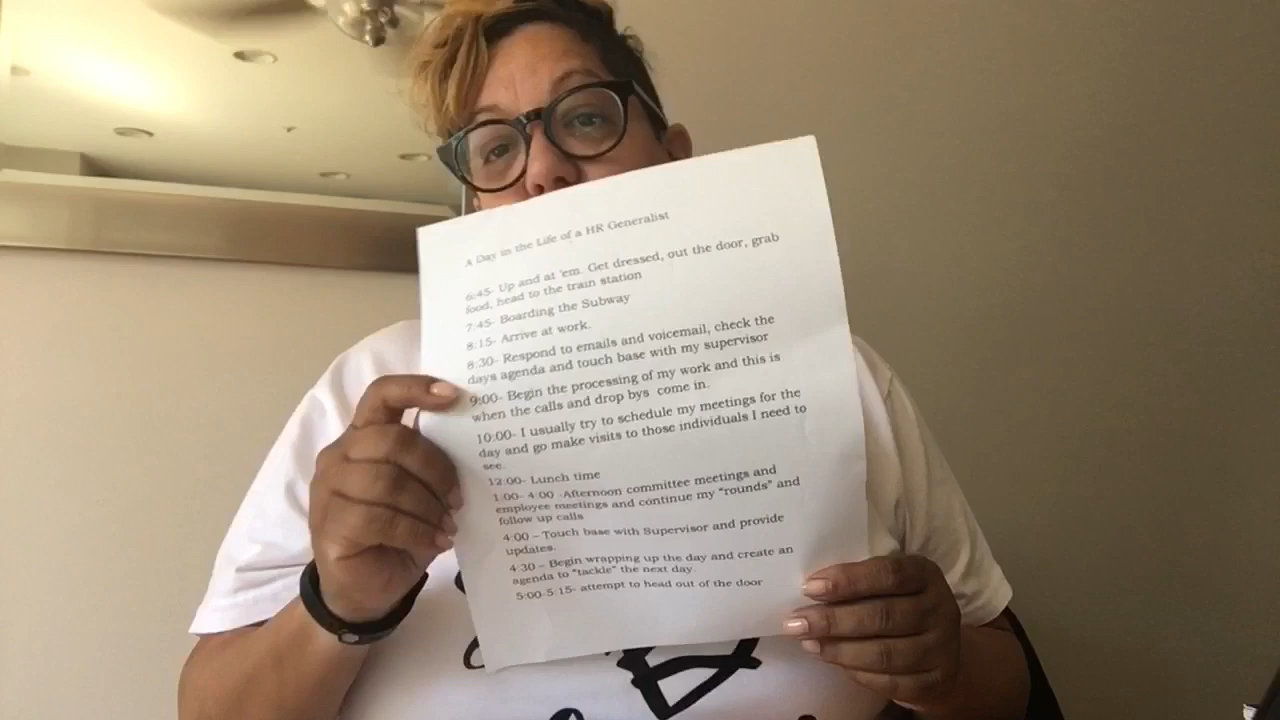 A Day in the Life of a HR Generalist
6:45- Up and at 'em. Get dressed, out the door, grab
food, head to the train station
7:45- Boarding the Subway
8:15- Arrive at work.
8:30- Respond to emails and voicemail, check the
days agenda and touch base with my supervisor
9:00- Begin the processing of my work and this is
when the calls and drop bys come in.
10:00- I usually try to schedule my meetings for the
day and go make visits to those individuals I need to
see.
12:00- Lunch time
1:00- 4:00 -Afternoon committee meetings and
employee meetings and continue my "rounds" and
follow up calls
4:00 – Touch base with Supervisor and provide
updates.
4:30 – Begin wrapping up the day and create an
agenda to "tackle" the next day.
5:00-5:15- attempt to head out of the door